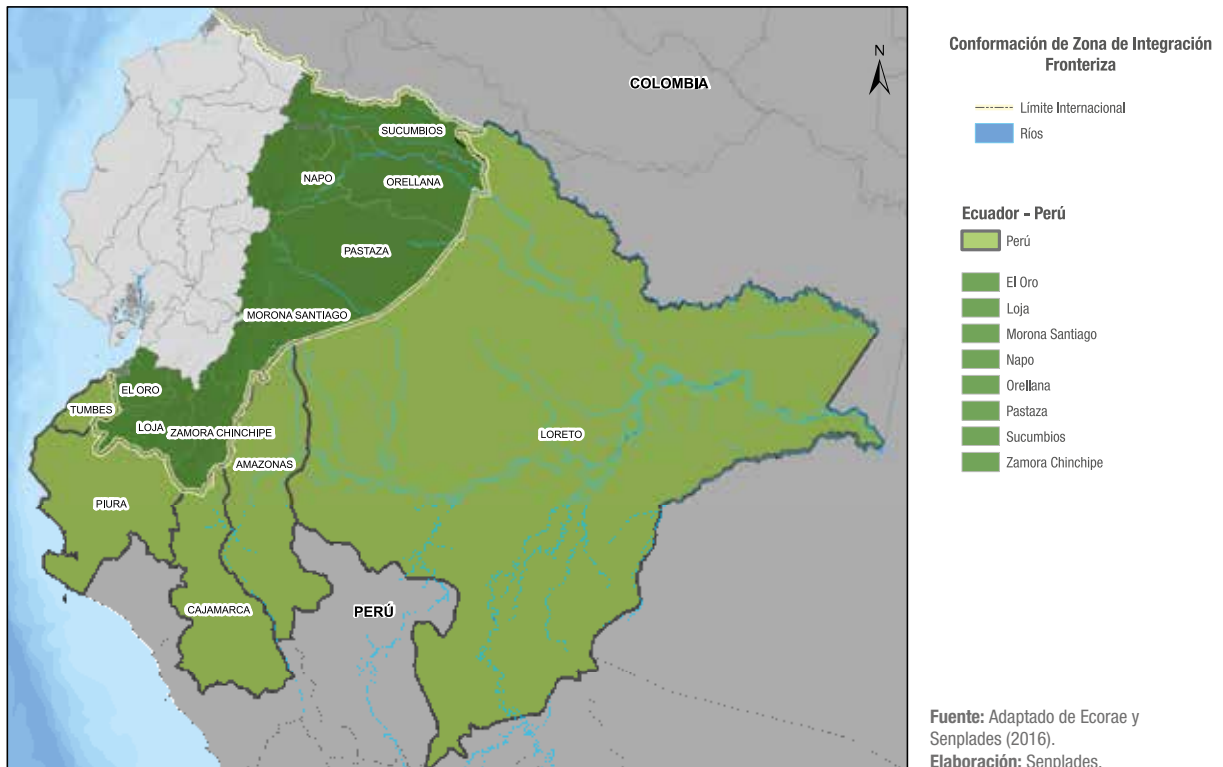 COLOMBIA
N
SUCUMBIOS
NAPO
ORELLANA
PASTAZA
MORONA SANTIAGO
EL ORO
TUMBES
LOJA
ZAMORA CHINCHIPE
LORETO
AMAZONAS
PIURA
CAJAMARCA
PERÚ
Conformación de Zona de Integración
Fronteriza
Límite Internacional
Ríos
Ecuador - Perú
Perú
El Oro
Loja
Morona Santiago
Napo
Orellana
Pastaza
Sucumbios
Zamora Chinchipe
Fuente: Adaptado de Ecorae y
Senplades (2016).
Elaboración: Senplades.